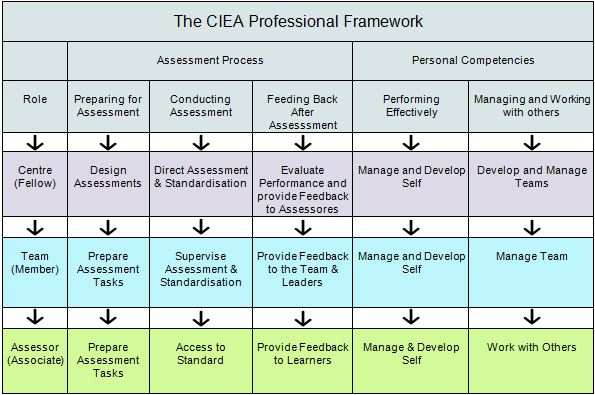 The CIEA Professional Framework
Assessment Process
Personal Competencies
Role
Preparing for
Assessment
Conducting
Assessment
Feeding Back
After
Assesssment
Performing
Effectively
Managing and Working
with others
Centre
(Fellow)
Design
Assessments
Direct Assessment
& Standardisation
Evaluate
Performance and
provide Feedback
to Assessores
Manage and Develop
Self
Develop and Manage
Teams
Team
(Member)
Prepare
Assessment
Tasks
Supervise
Assessment &
Standardisation
Provide Feedback
to the Team &
Leaders
Manage and Develop
Self
Manage Team
Assessor
(Associate)
Prepare
Assessment
Tasks
Access to
Standard
Provide Feedback
to Learners
Manage & Develop
Self
Work with Others